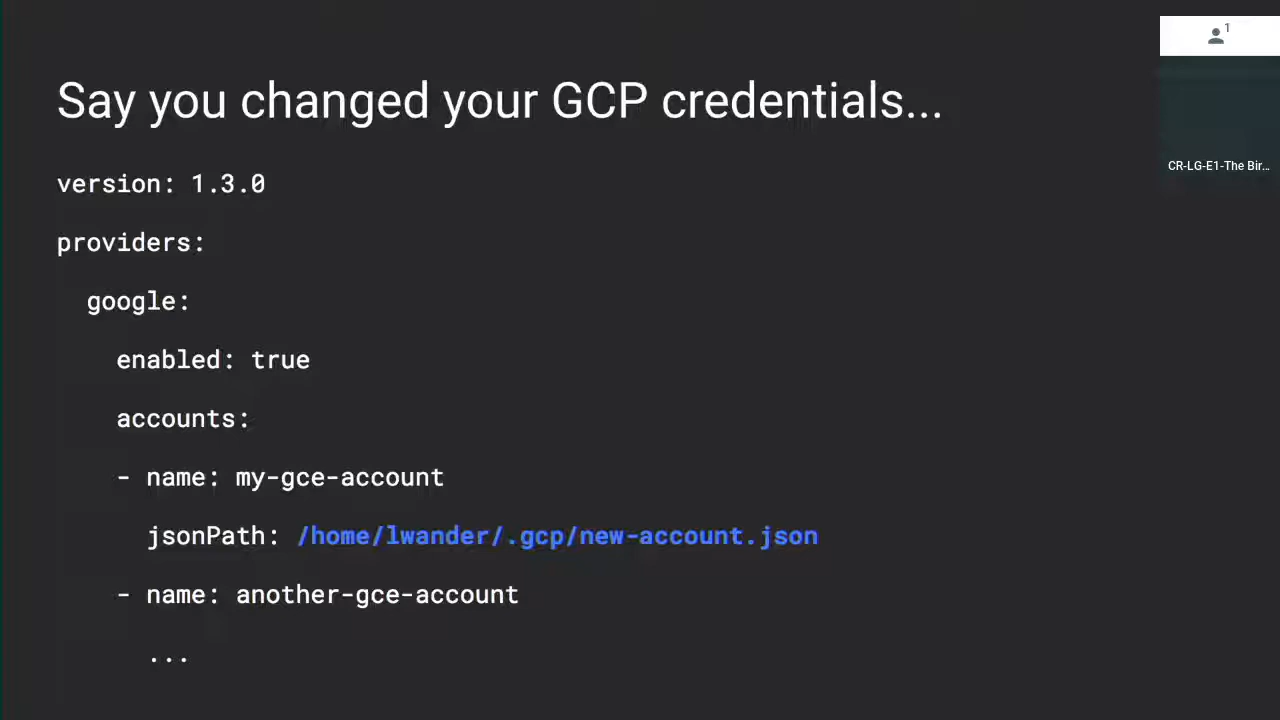 Say you changed your GCP credentials...
version: 1.3.0
providers:
google:
enabled: true
accounts:
- name: my-gce-account
jsonPath: /home/lwander/.gcp/new-account.json
- name: another-gce-account
...
1
CR-LG-E1-The Bir...